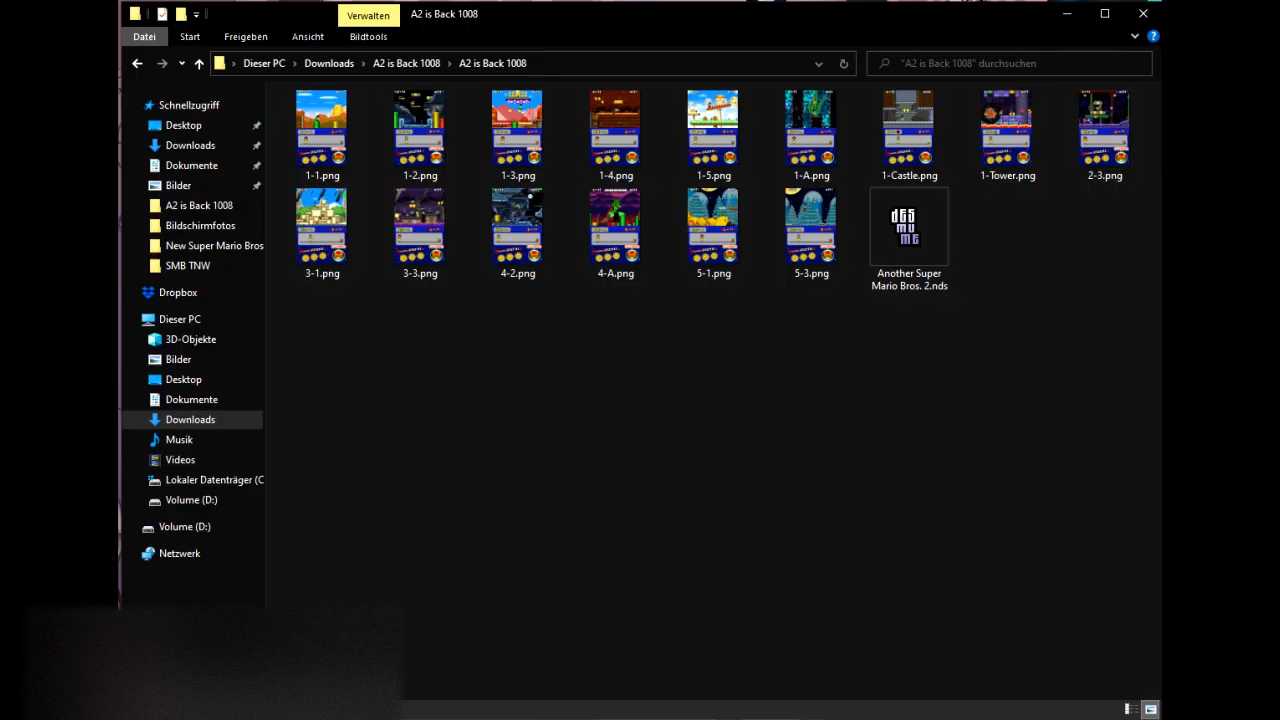 Verwalten
A2 is Back 1008
Datei
Start
Freigeben
Ansicht
Bildtools
Dieser PC
Downloads
A2 is Back 1008
A2 is Back 1008
"A2 is Back 1008" durchsuchen
Schnellzugriff
Desktop
Downloads
Dokumente
Bilder
A2 is Back 1008
Bildschirmfotos
New Super Mario Bros
SMB TNW
Dropbox
Dieser PC
3D-Objekte
Bilder
Desktop
Dokumente
Downloads
Musik
Videos
Lokaler Datenträger (C
Volume (D:)
Volume (D:)
Netzwerk
1-1.png
1-2.png
1-3.png
1-4.png
1-5.png
1-A.png
1-Castle.png
1-Tower.png
2-3.png
3-1.png
3-3.png
4-2.png
4-A.png
5-1.png
5-3.png
DES
MU
ME
Another Super
Mario Bros. 2.nds